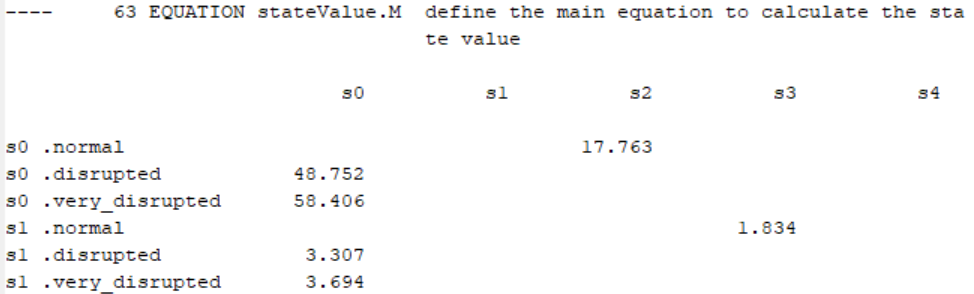 ----     63 EQUATION stateValue.M  define the main equation to calculate the sta
te value
s0          s1          s2          s3          s4
s0 .normal                                17.763
s0 .disrupted           48.752
s0 .very_disrupted      58.406
s1 .normal                                            1.834
s1 .disrupted            3.307
s1 .very_disrupted       3.694